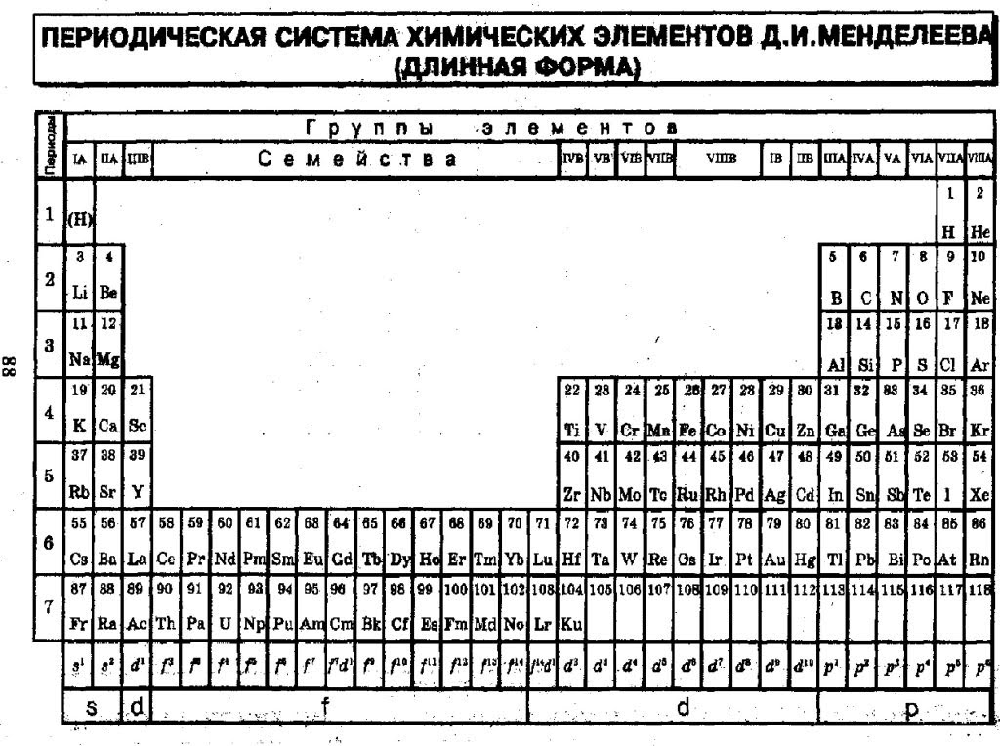 ПЕРИОДИЧЕСКАЯ СИСТЕМА ХИМИЧЕСКИХ ЭЛЕМЕНТОВ Д.И.МЕНДЕЛЕЕВА
(ДЛИННАЯ ФОРМА)
Периоды
Группы элементов
IA IIA IIIB Семейства IVB VB VIB VIIB VIIIB IB IIB IIIA IVA VA VIA VIIA VIIIA
1 2
1 (H) H He
3 4 5 6 7 8 9 10
2 Li Be B C N O F Ne
11 12 13 14 15 16 17 18
3 Na Mg Al Si P S Cl Ar
19 20 21 22 23 24 25 26 27 28 29 30 31 32 33 34 35 36
4 K Ca Sc Ti V Cr Mn Fe Co Ni Cu Zn Ga Ge As Se Br Kr
37 38 39 40 41 42 43 44 45 46 47 48 49 50 51 52 53 54
5 Rb Sr Y Zr Nb Mo Tc Ru Rh Pd Ag Cd In Sn Sb Te I Xe
55 56 57 58 59 60 61 62 63 64 65 66 67 68 69 70 71 72 73 74 75 76 77 78 79 80 81 82 83 84 85 86
6 Cs Ba La Ce Pr Nd Pm Sm Eu Gd Tb Dy Ho Er Tm Yb Lu Hf Ta W Re Os Ir Pt Au Hg Tl Pb Bi Po At Rn
87 88 89 90 91 92 93 94 95 96 97 98 99 100 101 102 103 104 105 106 107 108 109 110 111 112 113 114 115 116 117 118
7 Fr Ra Ac Th Pa U Np Pu Am Cm Bk Cf Es Fm Md No Lr Ku
s¹ s² d¹ f⁷ f⁷d¹ f⁹ f¹⁰ f¹¹ f¹² f¹³ f¹⁴ f¹⁴d¹ d² d³ d⁴ d⁵ d⁶ d⁷ d⁸ d⁹ d¹⁰ p¹ p² p³ p⁴ p⁵ p⁶
s d f d p
88